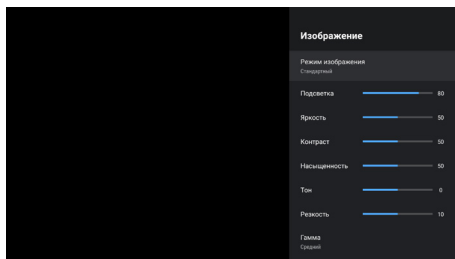 Изображение
Режим изображения
Стандартный
Подсветка 80
Яркость 50
Контраст 50
Насыщенность 50
Тон 0
Резкость 10
Гамма
Средний